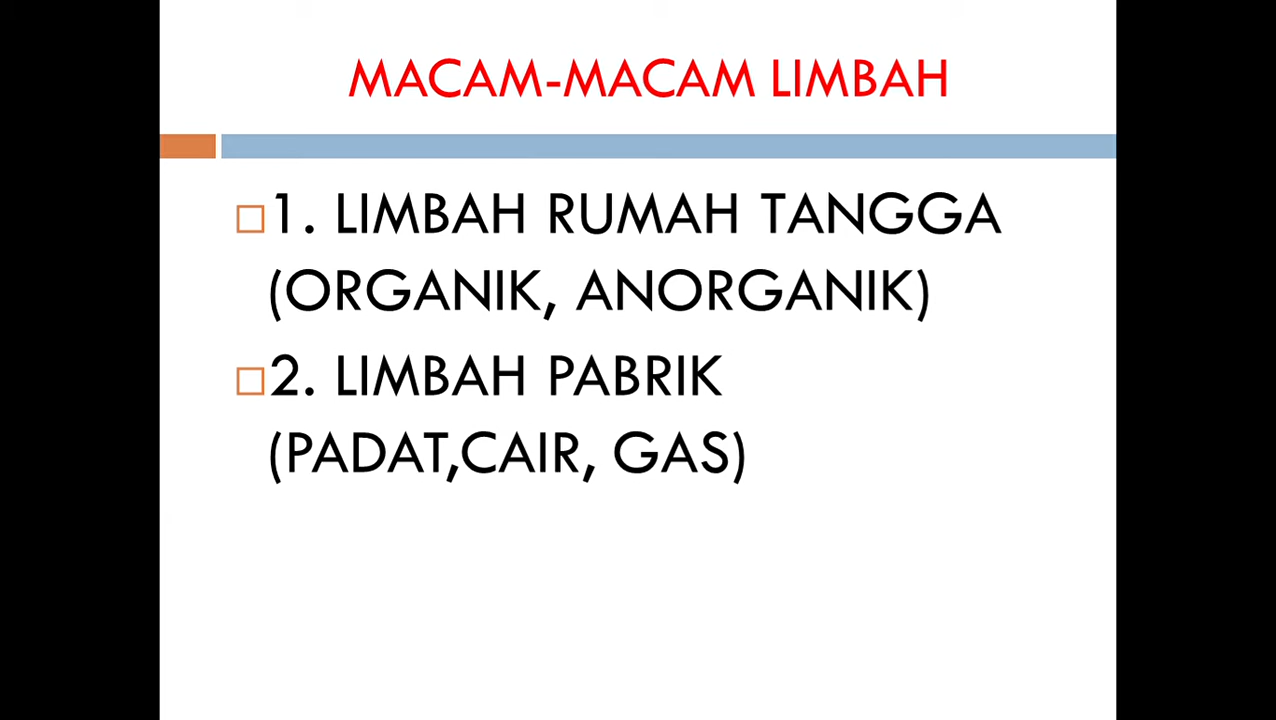 MACAM-MACAM LIMBAH
1. LIMBAH RUMAH TANGGA
(ORGANIK, ANORGANIK)
2. LIMBAH PABRIK
(PADAT,CAIR, GAS)